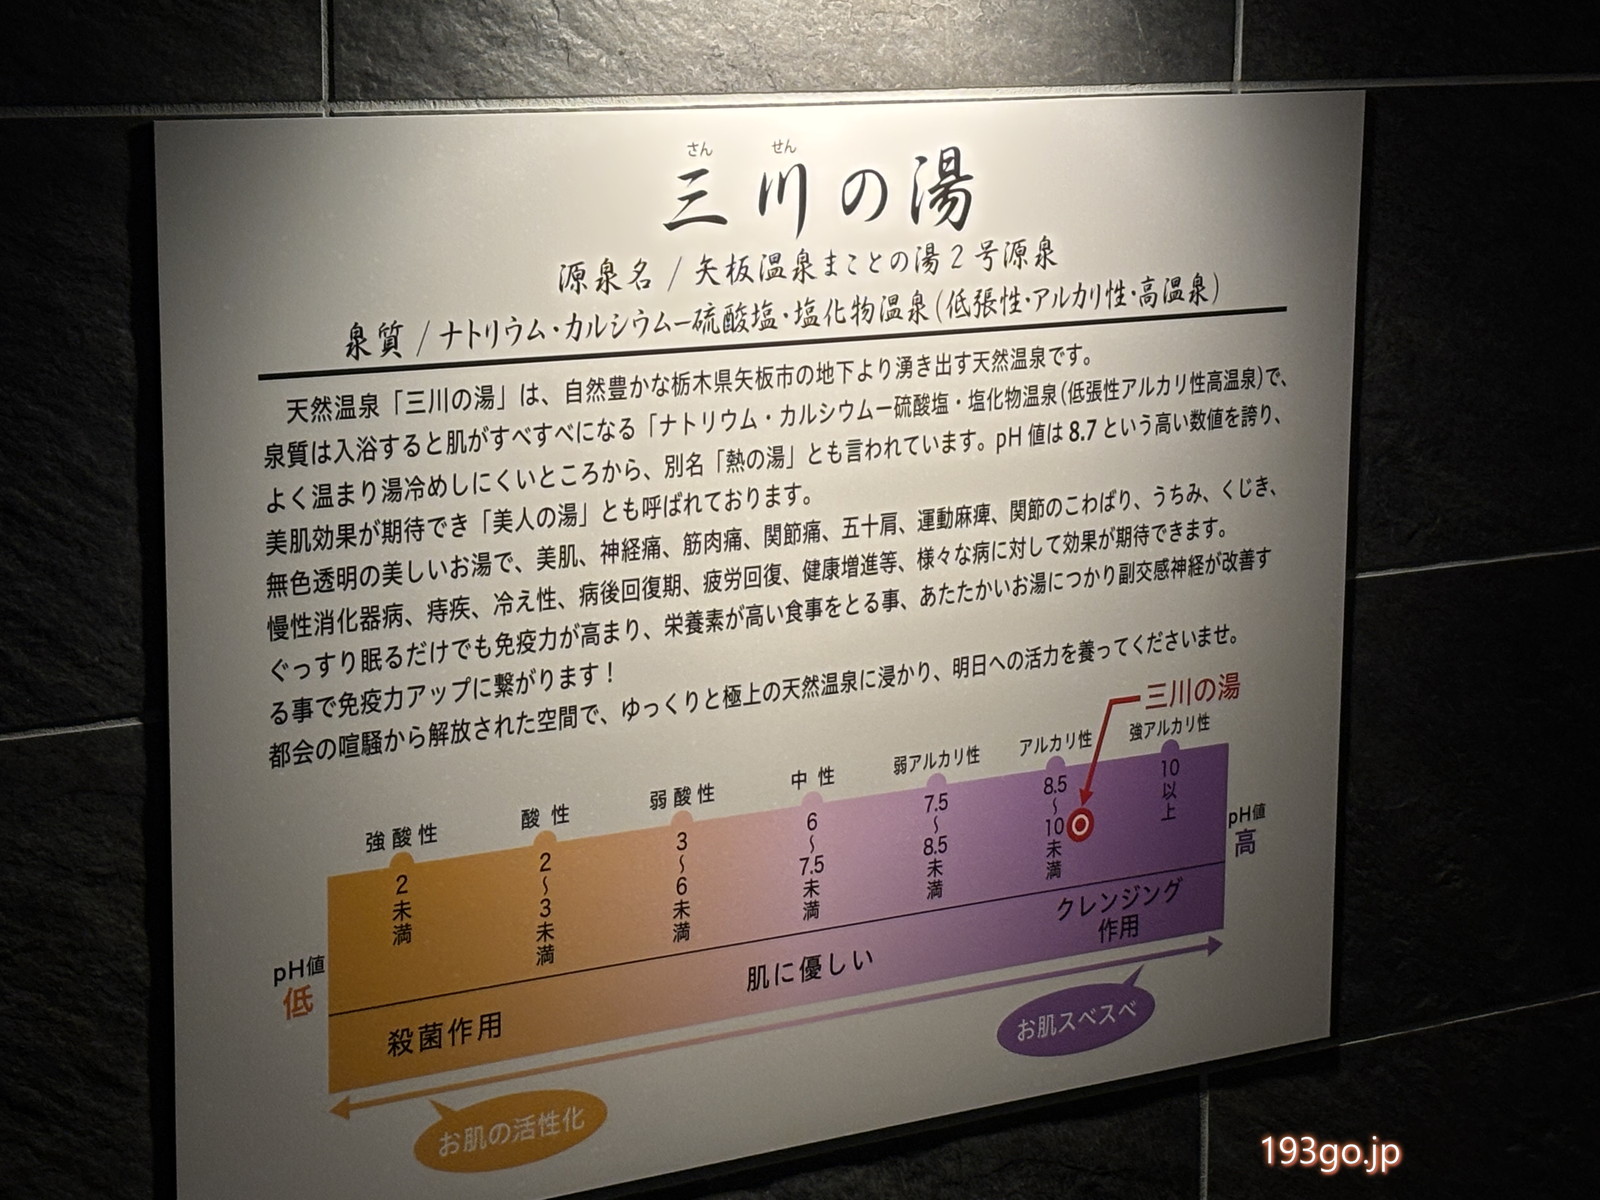 さん せん
三川の湯
源泉名 / 矢板温泉まことの湯2号源泉
泉質 / ナトリウム・カルシウムー硫酸塩・塩化物温泉(低張性・アルカリ性・高温泉)
天然温泉「三川の湯」は、自然豊かな栃木県矢板市の地下より湧き出す天然温泉です。
泉質は入浴すると肌がすべすべになる「ナトリウム・カルシウムー硫酸塩・塩化物温泉(低張性アルカリ性高温泉)で、
よく温まり湯冷めしにくいところから、別名「熱の湯」とも言われています。pH値は8.7という高い数値を誇り、
美肌効果が期待でき「美人の湯」とも呼ばれております。
無色透明の美しいお湯で、美肌、神経痛、筋肉痛、関節痛、五十肩、運動麻痺、関節のこわばり、うちみ、くじき、
慢性消化器病、痔疾、冷え性、病後回復期、疲労回復、健康増進等、様々な病に対して効果が期待できます。
ぐっすり眠るだけでも免疫力が高まり、栄養素が高い食事をとる事、あたたかいお湯につかり副交感神経が改善す
る事で免疫力アップに繋がります!
都会の喧騒から解放された空間で、ゆっくりと極上の天然温泉に浸かり、明日への活力を養ってくださいませ。
三川の湯
強酸性 酸性 弱酸性 中性 弱アルカリ性 アルカリ性 強アルカリ性
2未満 2~3未満 3~6未満 6~7.5未満 7.5~8.5未満 8.5~10未満 10以上
pH値
低
pH値
高
殺菌作用 肌に優しい クレンジング
作用
お肌の活性化
お肌スベスベ
193go.jp